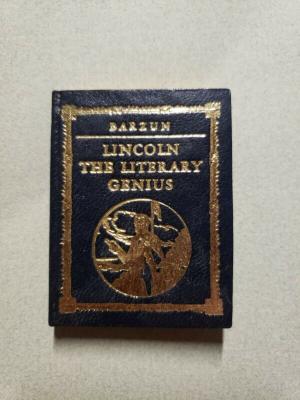 BARZUN
LINCOLN
THE LITERARY
GENIUS